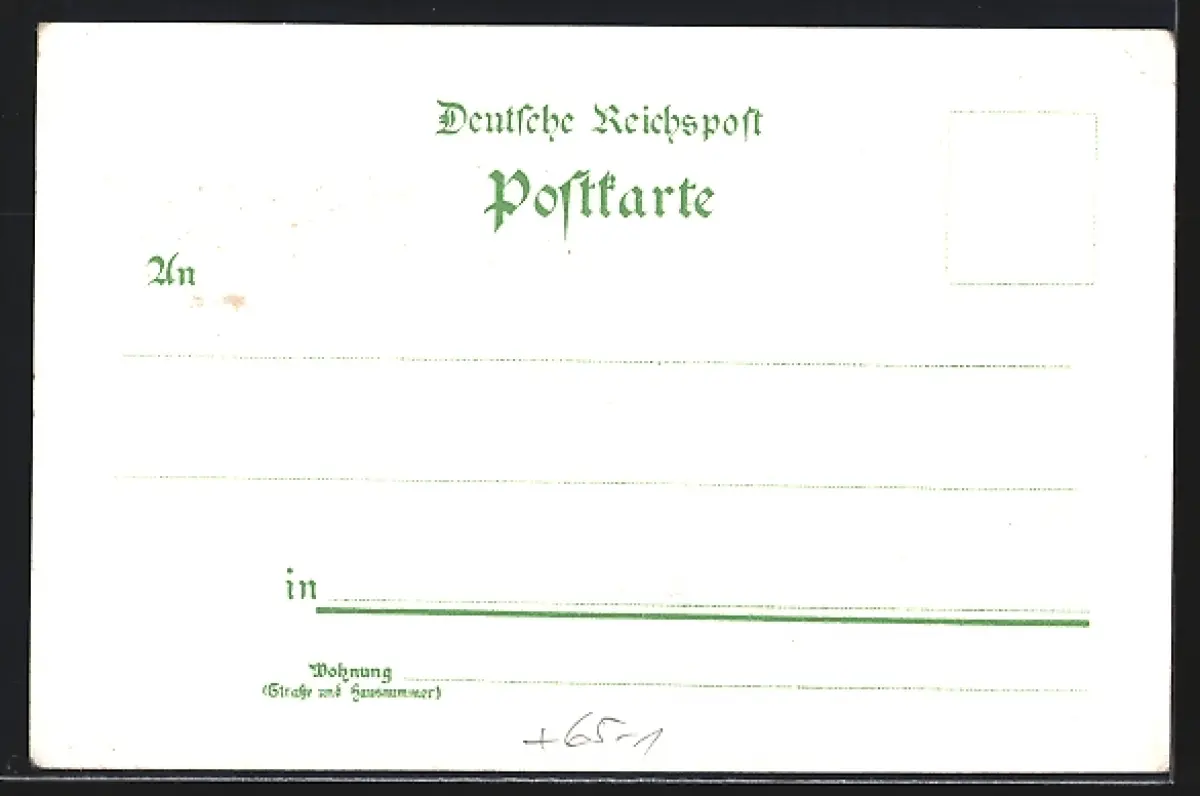 Deutſche Reichspoſt
Poſtkarte
An
in
Wohnung
(Straße und Hausnummer)
+65-1